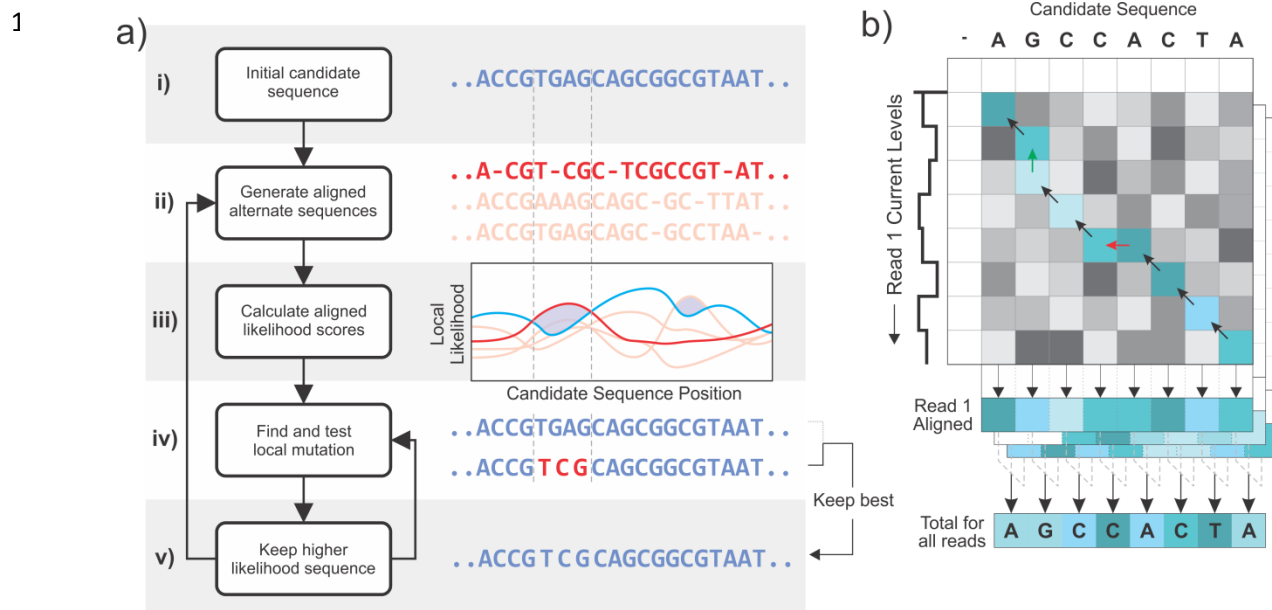 1
a)
i)
Initial candidate
sequence
..ACCGTGAGCAGCGGCGTAAT..
ii)
Generate aligned
alternate sequences
..A-CGT-CGC-TCGCCGT-AT..
..ACCGAAAGCAGC-GC-TTAT..
..ACCGTGAGCAGC-GCCTAA-..
iii)
Calculate aligned
likelihood scores
Local
Likelihood
Candidate Sequence Position
iv)
Find and test
local mutation
..ACCGTGAGCAGCGGCGTAAT..
..ACCGTCGCAGCGGCGTAAT..
Keep best
v)
Keep higher
likelihood sequence
..ACCGTCGCAGCGGCGTAAT..
b)
Candidate Sequence
- A G C C A C T A
Read 1 Current Levels
Read 1
Aligned
Total for
all reads
A G C C A C T A